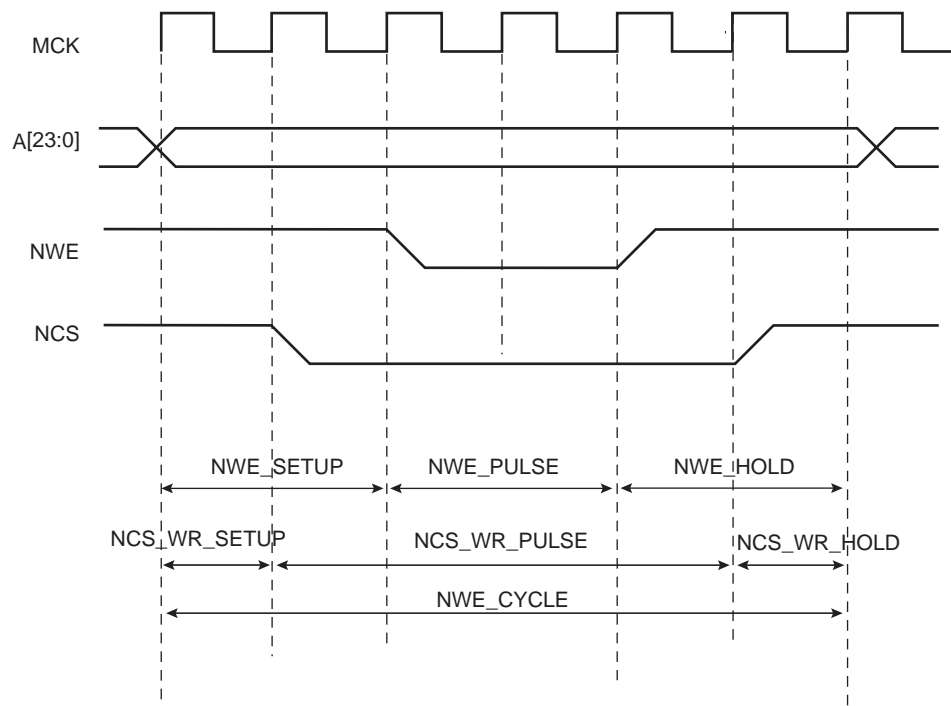 MCK
A[23:0]
NWE
NCS
NWE_SETUP NWE_PULSE NWE_HOLD
NCS_WR_SETUP NCS_WR_PULSE NCS_WR_HOLD
NWE_CYCLE